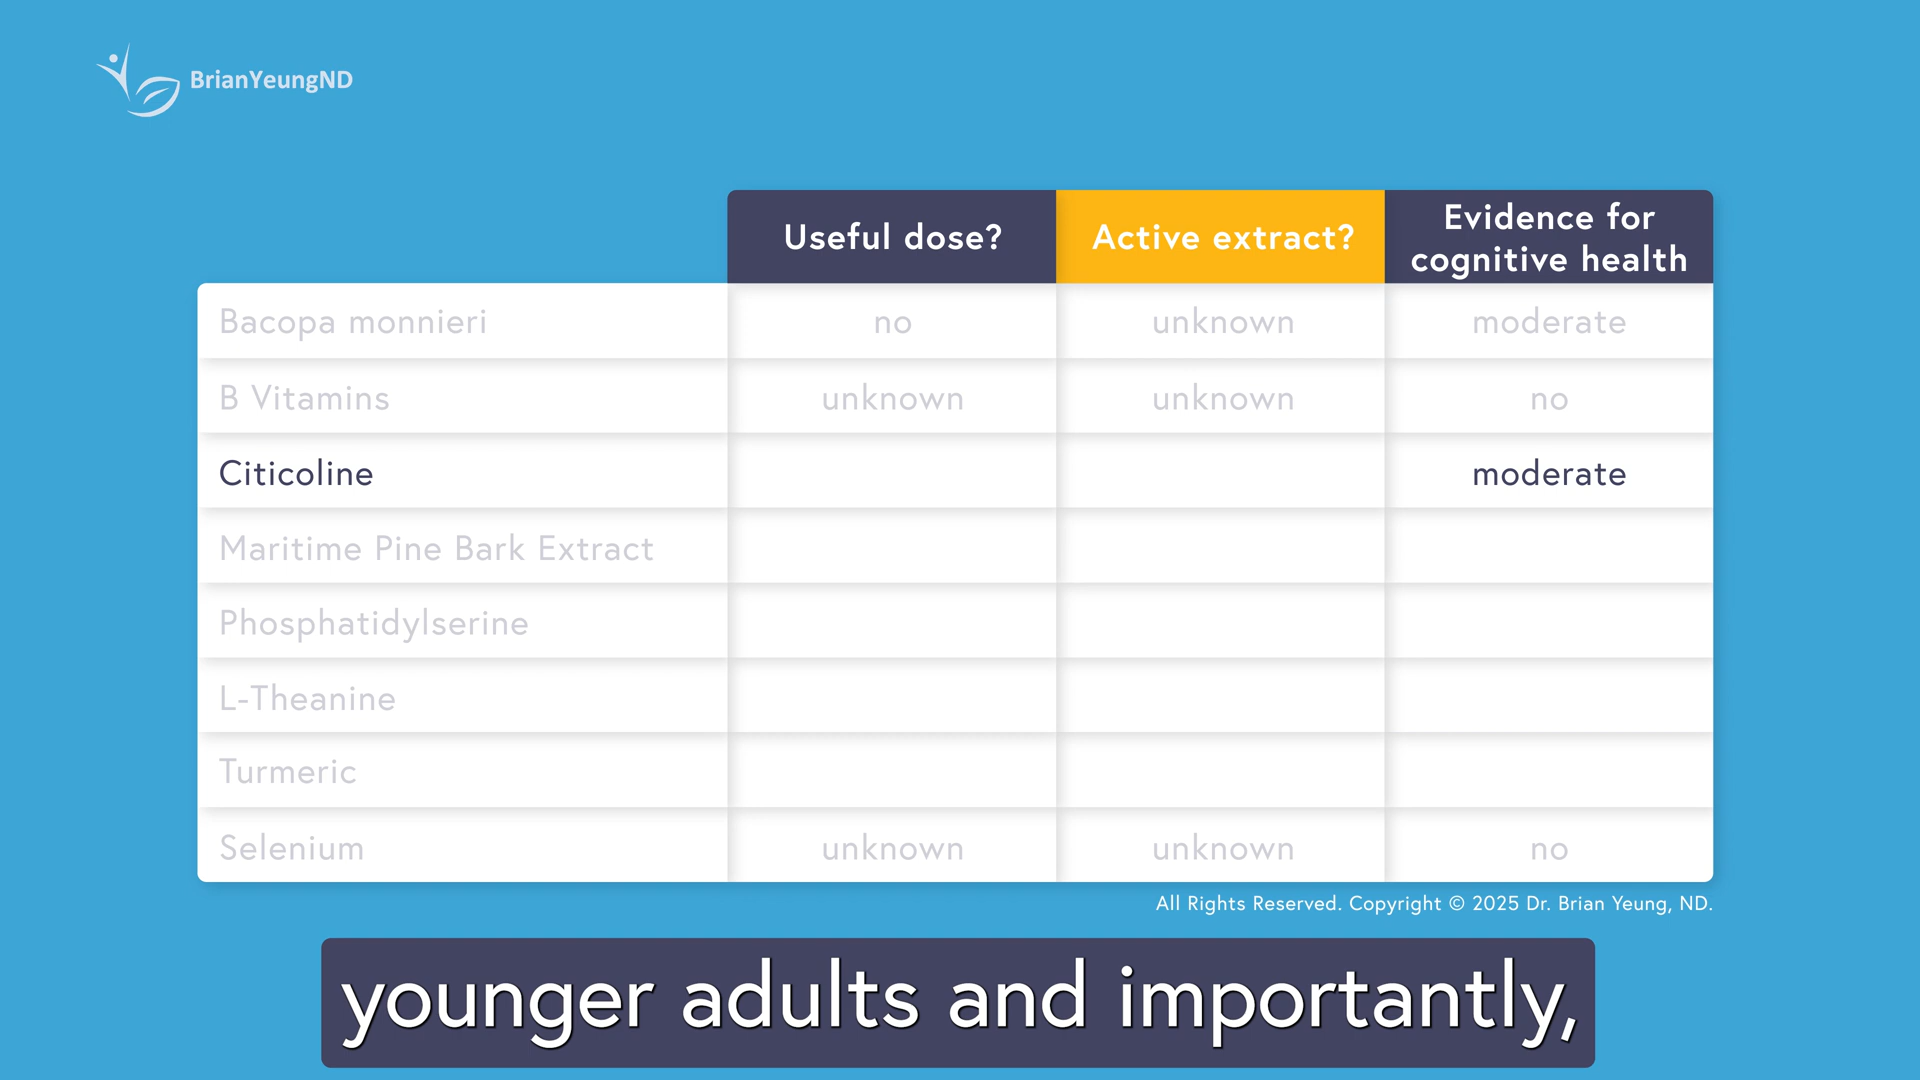 BrianYeungND
Useful dose? Active extract? Evidence for cognitive health
Bacopa monnieri no unknown moderate
B Vitamins unknown unknown no
Citicoline moderate
Maritime Pine Bark Extract
Phosphatidylserine
L-Theanine
Turmeric
Selenium unknown unknown no
All Rights Reserved. Copyright © 2025 Dr. Brian Yeung, ND.
younger adults and importantly,